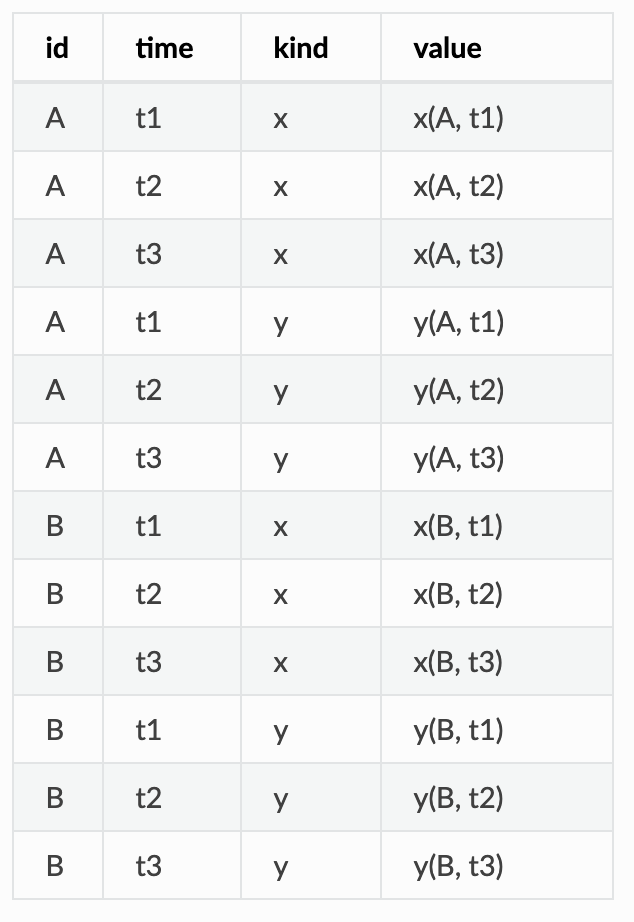 id time kind value
A t1 x x(A, t1)
A t2 x x(A, t2)
A t3 x x(A, t3)
A t1 y y(A, t1)
A t2 y y(A, t2)
A t3 y y(A, t3)
B t1 x x(B, t1)
B t2 x x(B, t2)
B t3 x x(B, t3)
B t1 y y(B, t1)
B t2 y y(B, t2)
B t3 y y(B, t3)